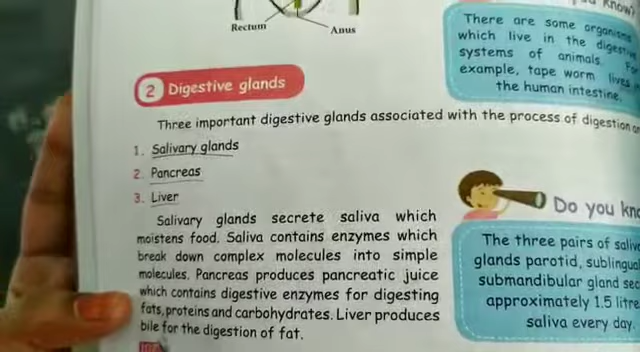 Rectum
Anus
There are some organisms
which live in the digestive
systems of animals. For
example, tape worm lives
the human intestine.
2 Digestive glands
Three important digestive glands associated with the process of digestion
1. Salivary glands
2. Pancreas
3. Liver
Salivary glands secrete saliva which
moistens food. Saliva contains enzymes which
break down complex molecules into simple
molecules. Pancreas produces pancreatic juice
which contains digestive enzymes for digesting
fats, proteins and carbohydrates. Liver produces
bile for the digestion of fat.
Do you kno
The three pairs of saliv
glands parotid, sublingual
submandibular gland sec
approximately 1.5 litre
saliva every day.